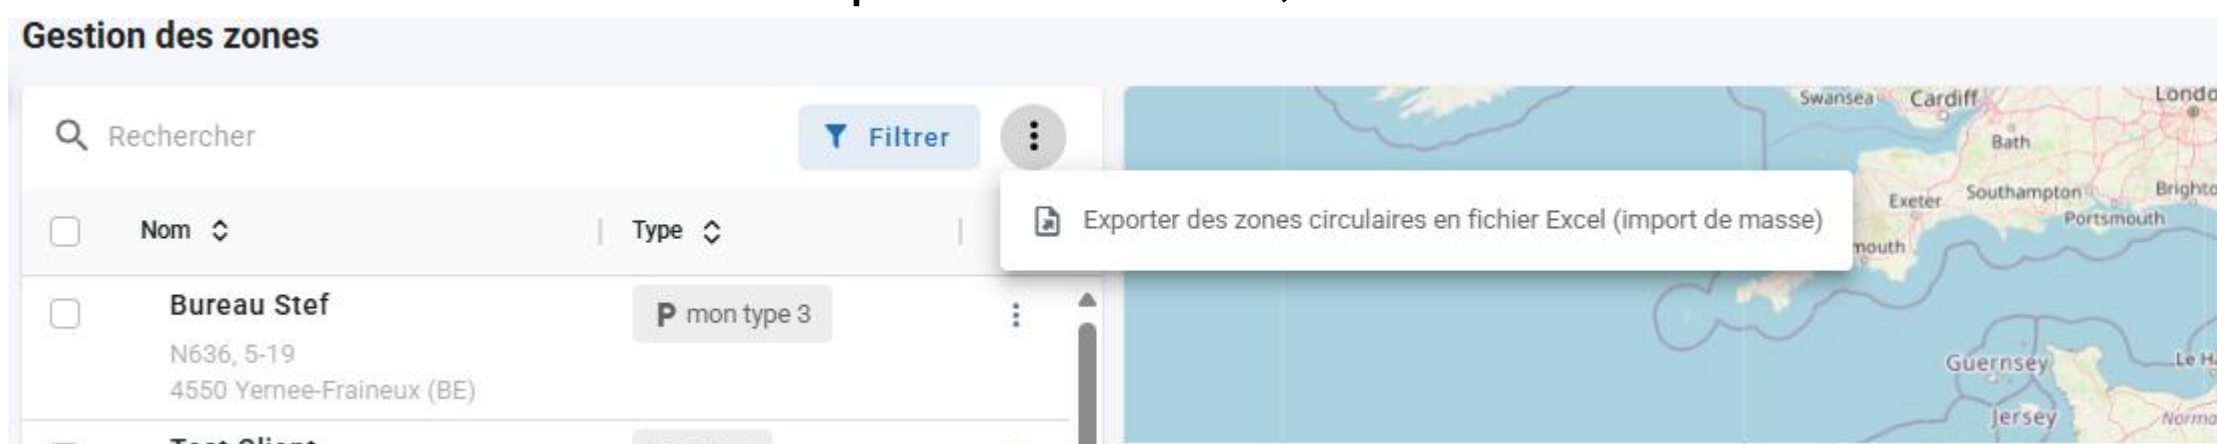 Gestion des zones
Rechercher
Filtrer
Exporter des zones circulaires en fichier Excel (import de masse)
Nom
Type
Bureau Stef
P mon type 3
N636, 5-19
4550 Yernee-Fraineux (BE)
Swansea
Cardiff
Bath
Exeter
Southampton
Portsmouth
mouth
Guernsey
Jersey